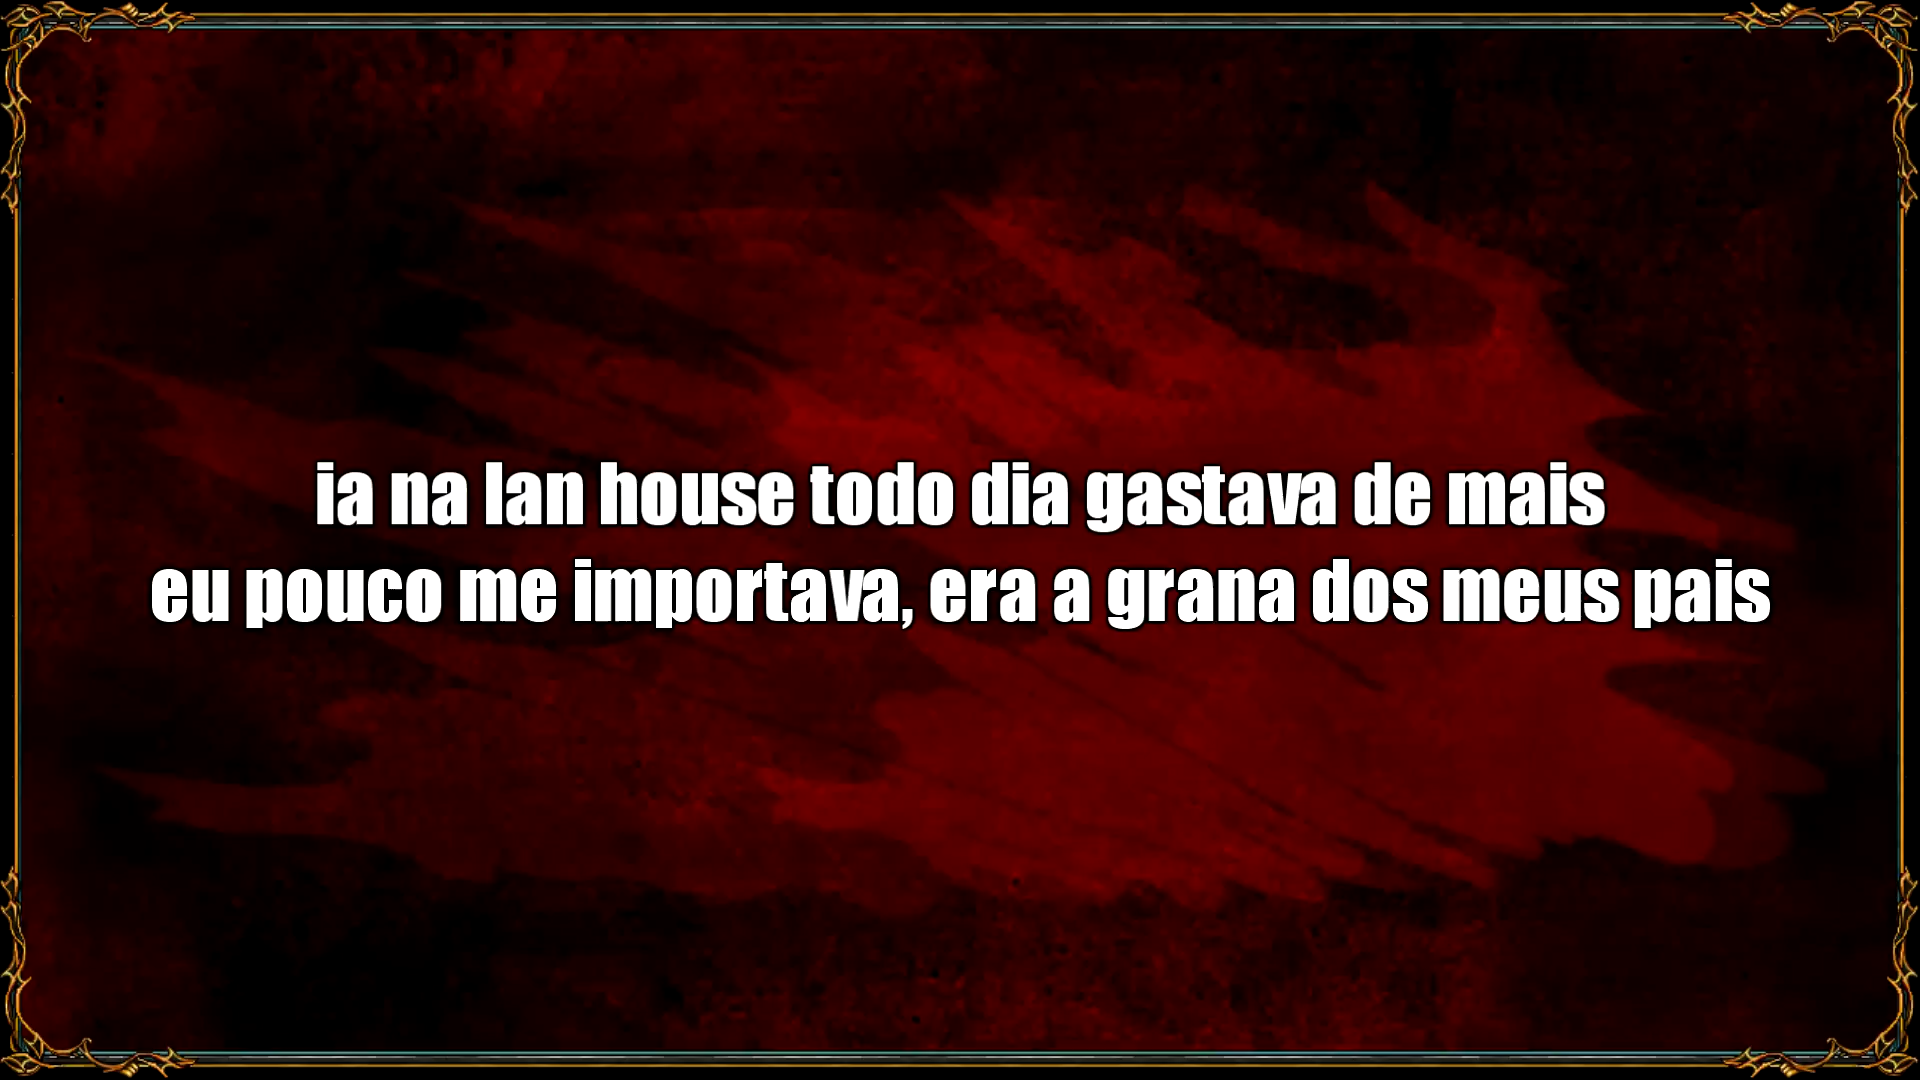 ia na lan house todo dia gastava de mais
eu pouco me importava, era a grana dos meus pais